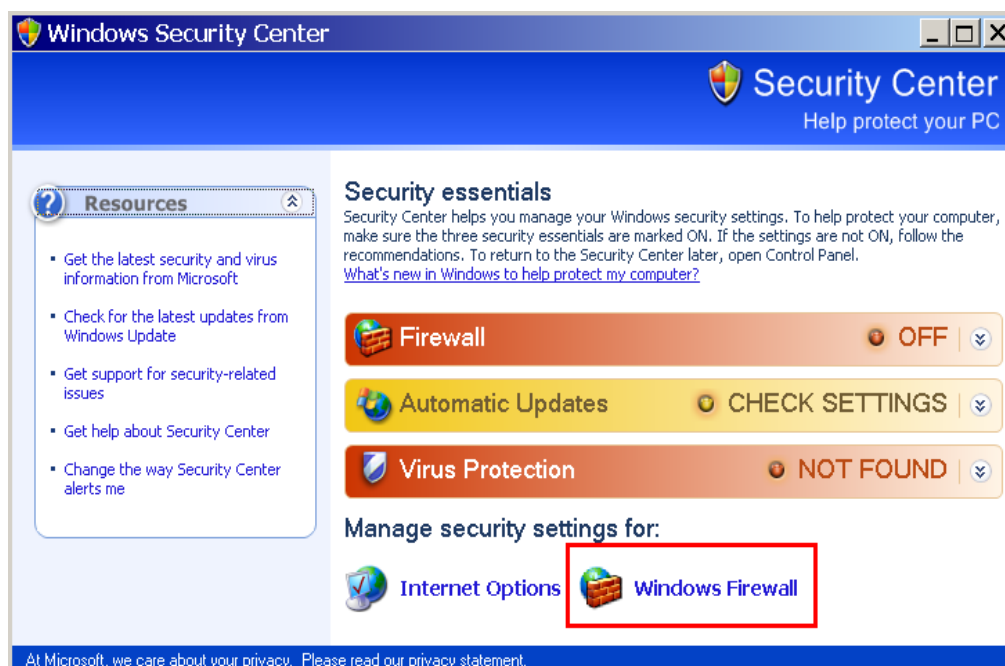 Windows Security Center
Security Center
Help protect your PC
Resources
Get the latest security and virus
information from Microsoft
Check for the latest updates from
Windows Update
Get support for security-related
issues
Get help about Security Center
Change the way Security Center
alerts me
Security essentials
Security Center helps you manage your Windows security settings. To help protect your computer,
make sure the three security essentials are marked ON. If the settings are not ON, follow the
recommendations. To return to the Security Center later, open Control Panel.
What's new in Windows to help protect my computer?
Firewall OFF
Automatic Updates CHECK SETTINGS
Virus Protection NOT FOUND
Manage security settings for:
Internet Options Windows Firewall
At Microsoft, we care about your privacy. Please read our privacy statement.